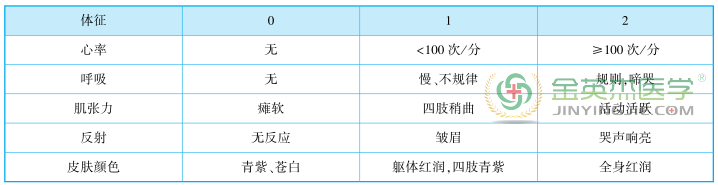 体征 0 1 2
心率 无 <100 次/分 ≥100 次/分
呼吸 无 慢、不规律 规则,啼哭
肌张力 瘫软 四肢稍曲 活动活跃
反射 无反应 皱眉 哭声响亮
皮肤颜色 青紫、苍白 躯体红润,四肢青紫 全身红润
金英杰医学®
JINYINGJIE.COM